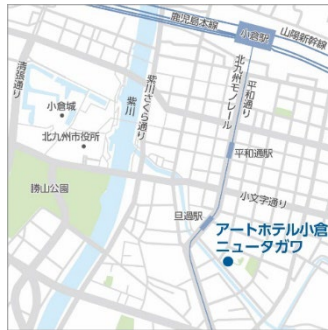 鹿児島本線
小倉駅
山陽新幹線
清張通り
小倉城
北九州市役所
勝山公園
紫川
紫川さくら通り
北九州モノレール
平和通り
平和通駅
小文字通り
旦過駅
アートホテル小倉
ニュータガワ